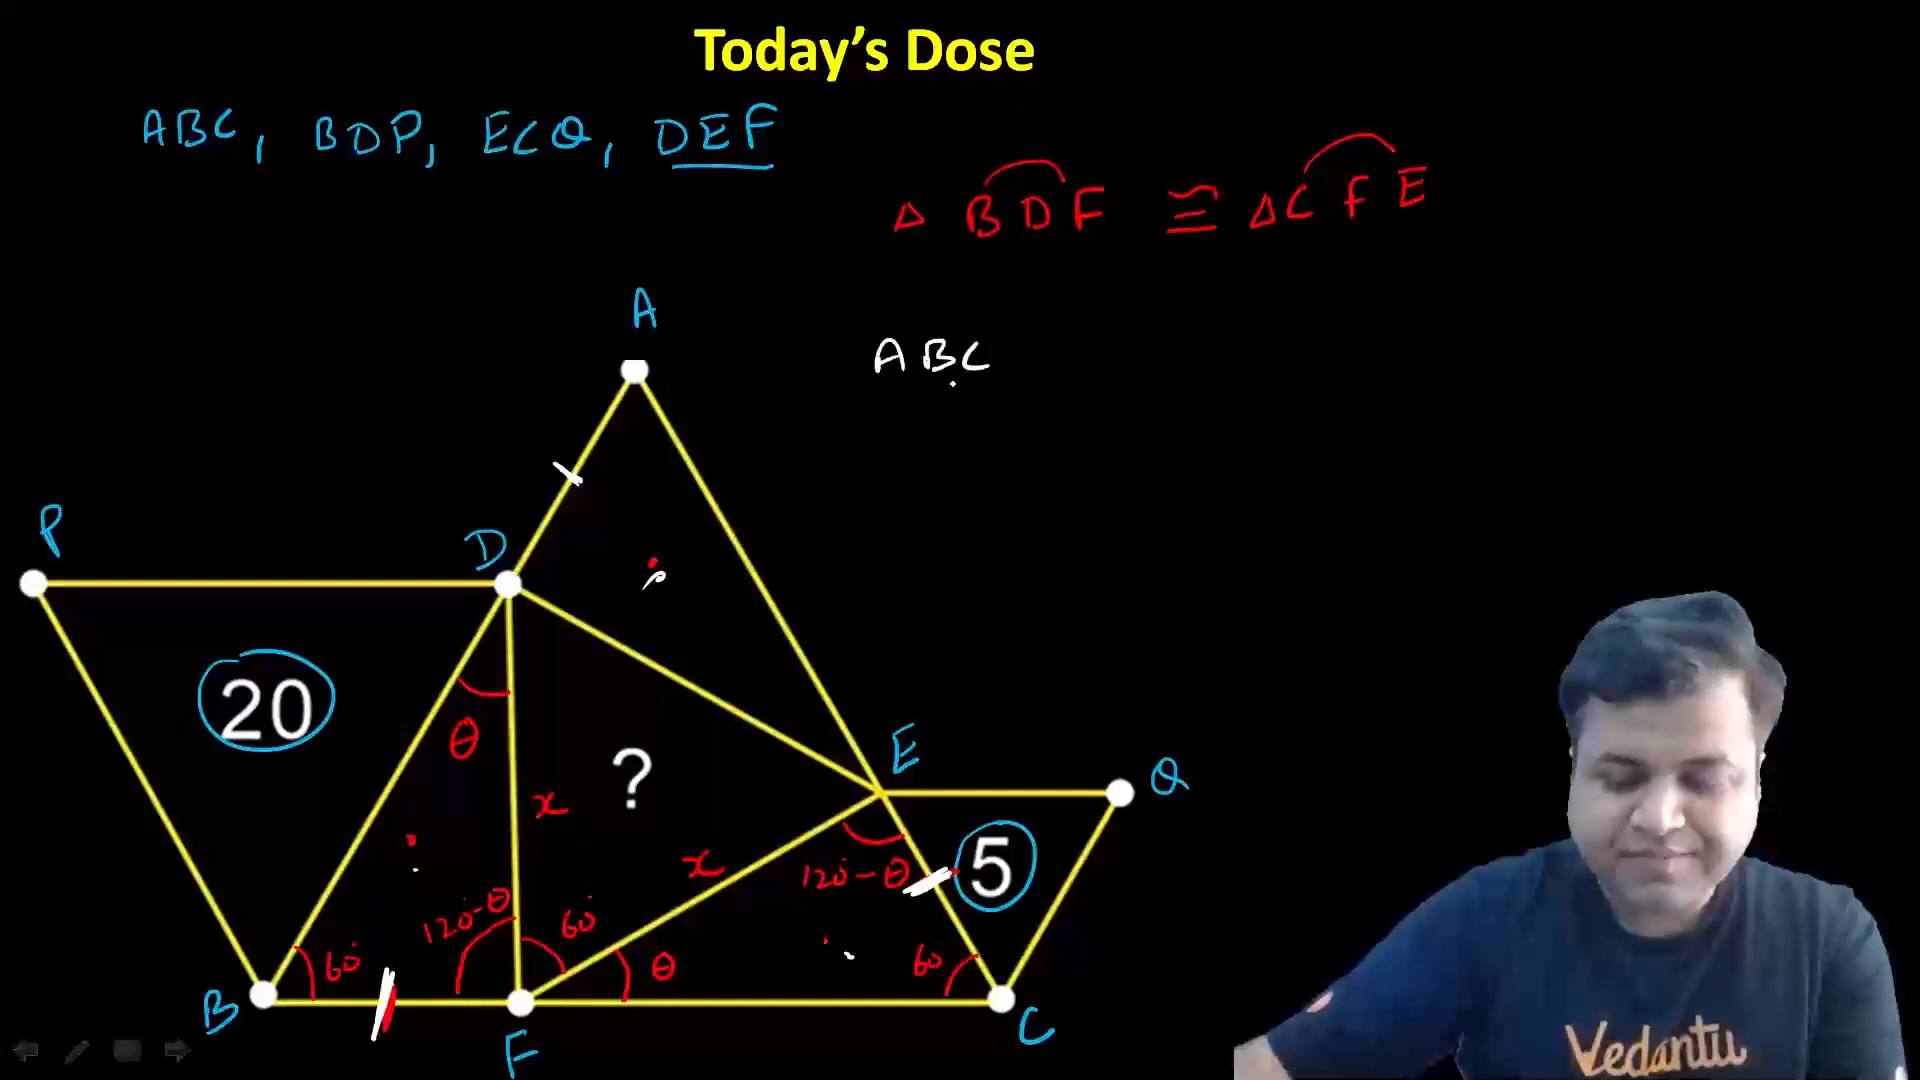 Today's Dose
ABC, BDP, ECQ, DEF
Δ BDF ≅ Δ CFE
A
ABC
P
D
20
θ
?
x
E
Q
x
5
120°-θ
120°-θ
60°
60°
θ
60
B
F
C
Vedantu